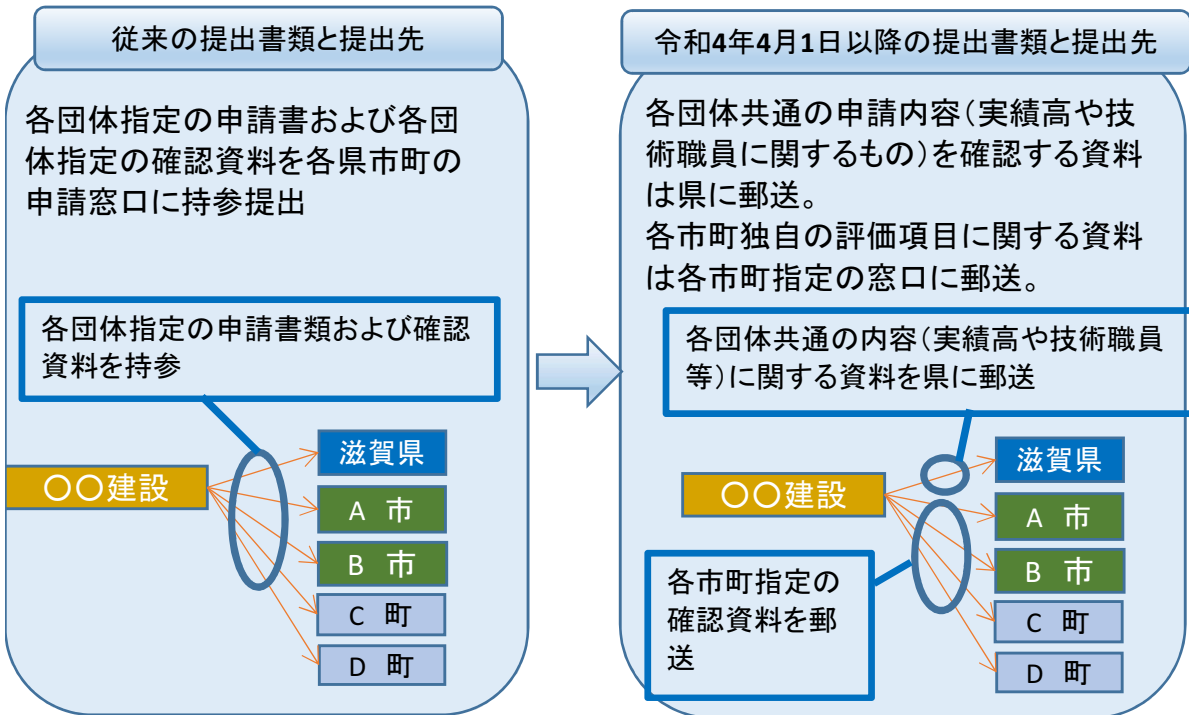 従来の提出書類と提出先
各団体指定の申請書および各団
体指定の確認資料を各県市町の
申請窓口に持参提出
各団体指定の申請書類および確認
資料を持参
〇〇建設
滋賀県
A 市
B 市
C 町
D 町
令和4年4月1日以降の提出書類と提出先
各団体共通の申請内容(実績高や技
術職員に関するもの)を確認する資料
は県に郵送。
各市町独自の評価項目に関する資料
は各市町指定の窓口に郵送。
各団体共通の内容(実績高や技術職員
等)に関する資料を県に郵送
〇〇建設
滋賀県
A 市
B 市
C 町
D 町
各市町指定の
確認資料を郵
送